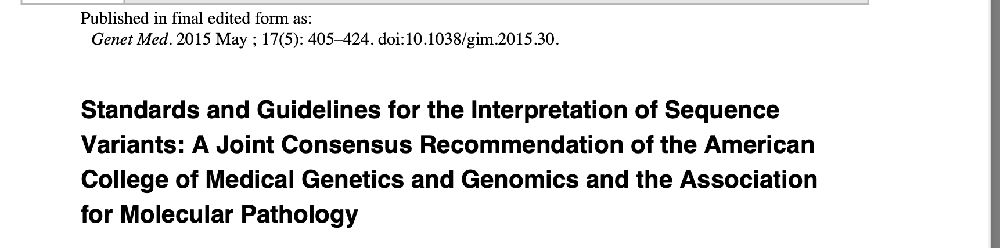 Published in final edited form as:
Genet Med. 2015 May ; 17(5): 405–424. doi:10.1038/gim.2015.30.
Standards and Guidelines for the Interpretation of Sequence
Variants: A Joint Consensus Recommendation of the American
College of Medical Genetics and Genomics and the Association
for Molecular Pathology